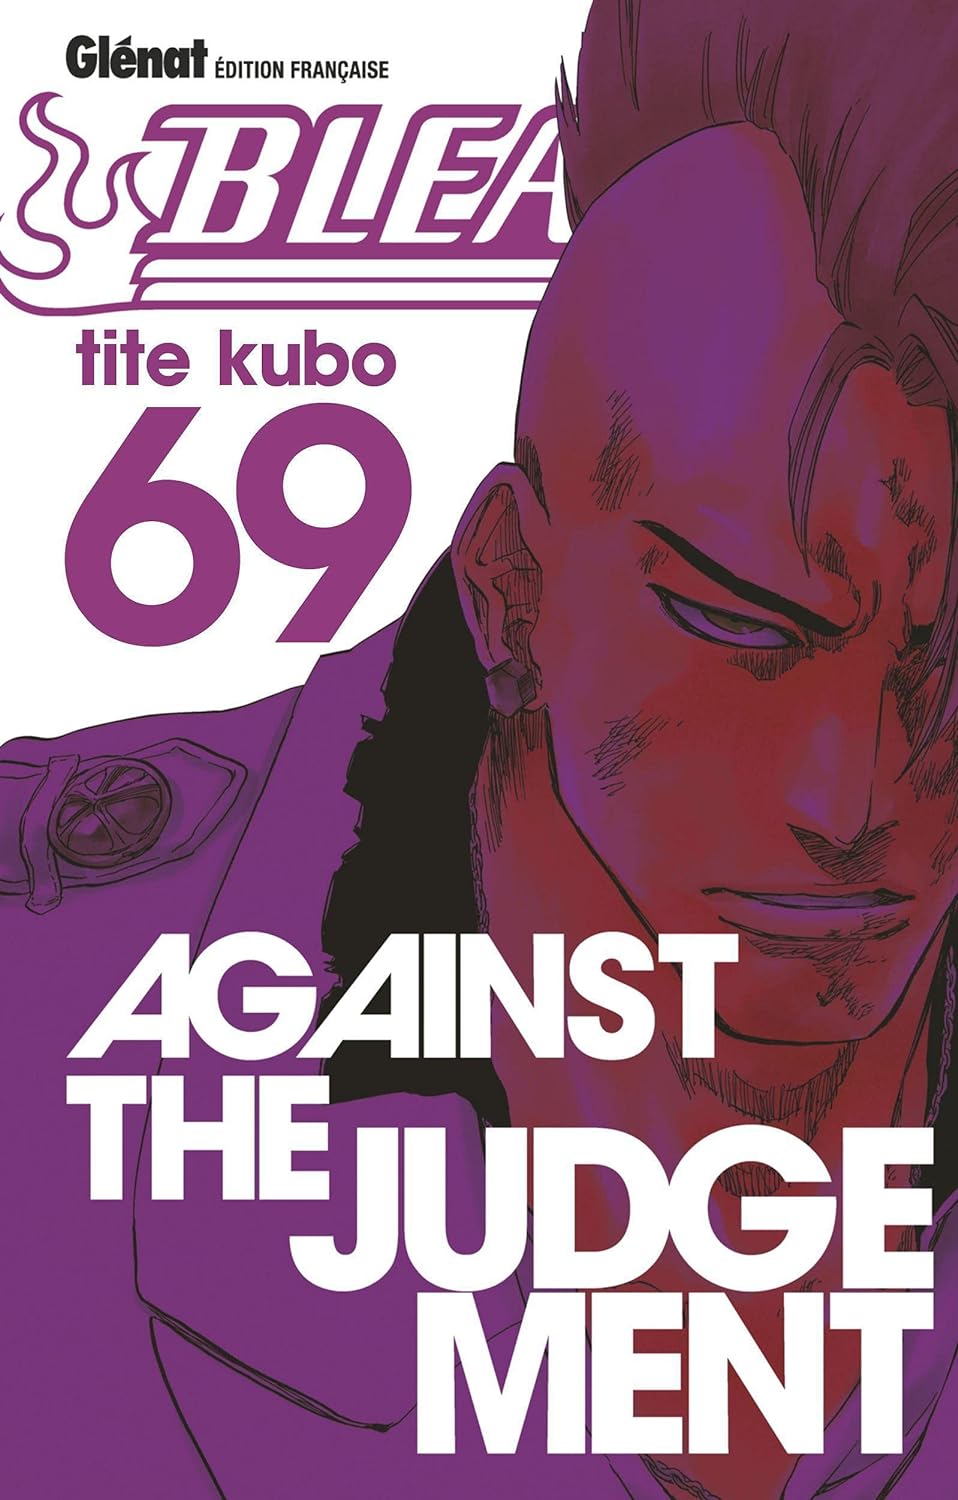 Glénat ÉDITION FRANÇAISE
BLEA
tite kubo
69
AGAINST
THE JUDGE
MENT